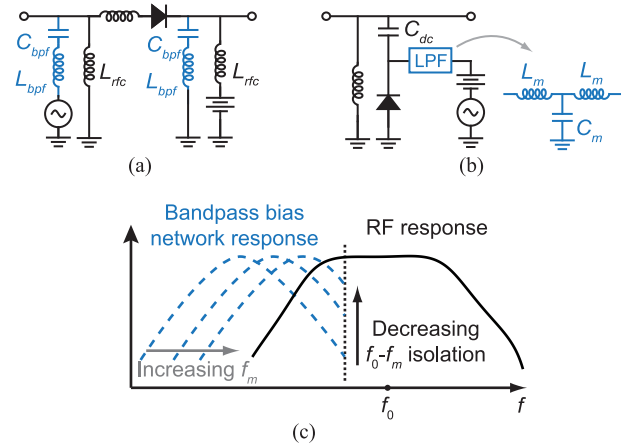 C_bpf
L_bpf
L_rfc
C_bpf
L_bpf
L_rfc
(a)
C_dc
LPF
L_m
L_m
C_m
(b)
Bandpass bias
network response
RF response
Decreasing
f_0-f_m isolation
Increasing f_m
f_0
f
(c)